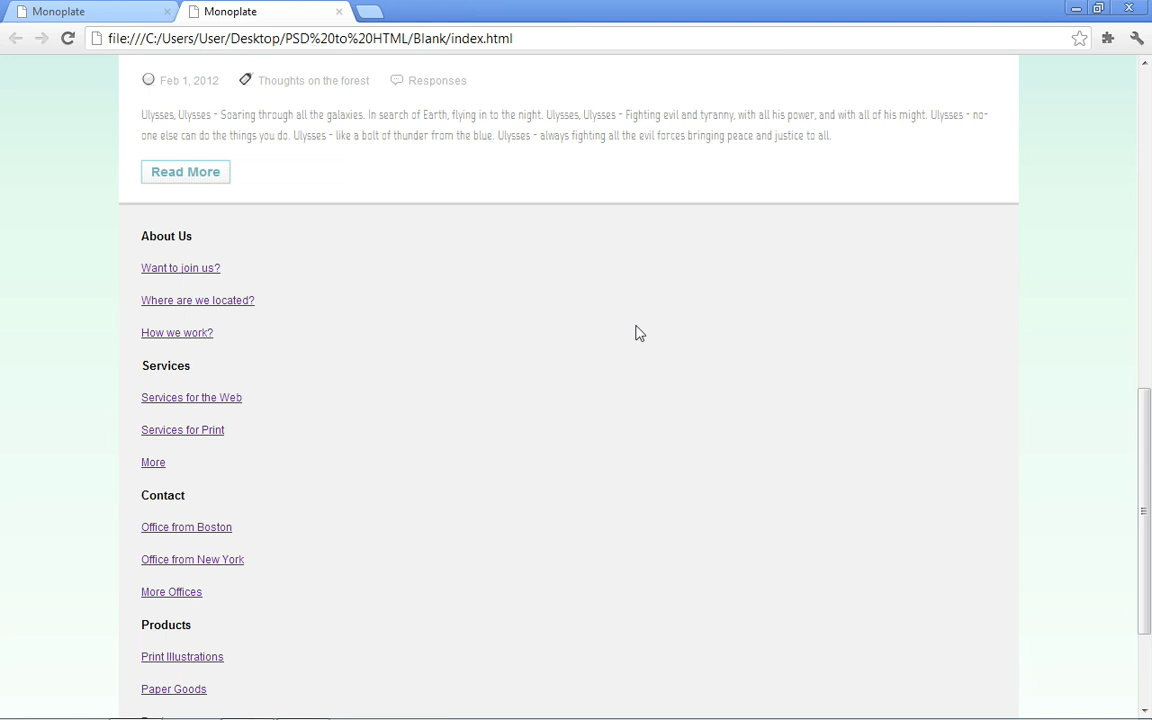 Monoplate
Monoplate
file:///C:/Users/User/Desktop/PSD%20to%20HTML/Blank/index.html
Feb 1, 2012 Thoughts on the forest Responses
Ulysses, Ulysses - Soaring through all the galaxies. In search of Earth, flying in to the night. Ulysses, Ulysses - Fighting evil and tyranny, with all his power, and with all of his might. Ulysses - no-
one else can do the things you do. Ulysses - like a bolt of thunder from the blue. Ulysses - always fighting all the evil forces bringing peace and justice to all.
Read More
About Us
Want to join us?
Where are we located?
How we work?
Services
Services for the Web
Services for Print
More
Contact
Office from Boston
Office from New York
More Offices
Products
Print Illustrations
Paper Goods